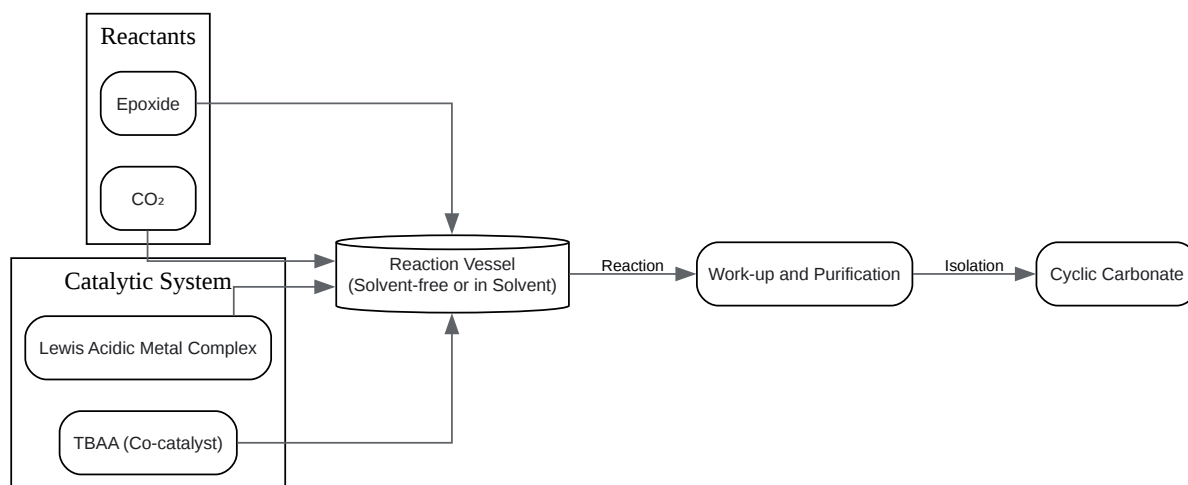 Reactants
Epoxide
CO₂
Catalytic System
Lewis Acidic Metal Complex
TBAA (Co-catalyst)
Reaction Vessel
(Solvent-free or in Solvent)
Reaction
Work-up and Purification
Isolation
Cyclic Carbonate